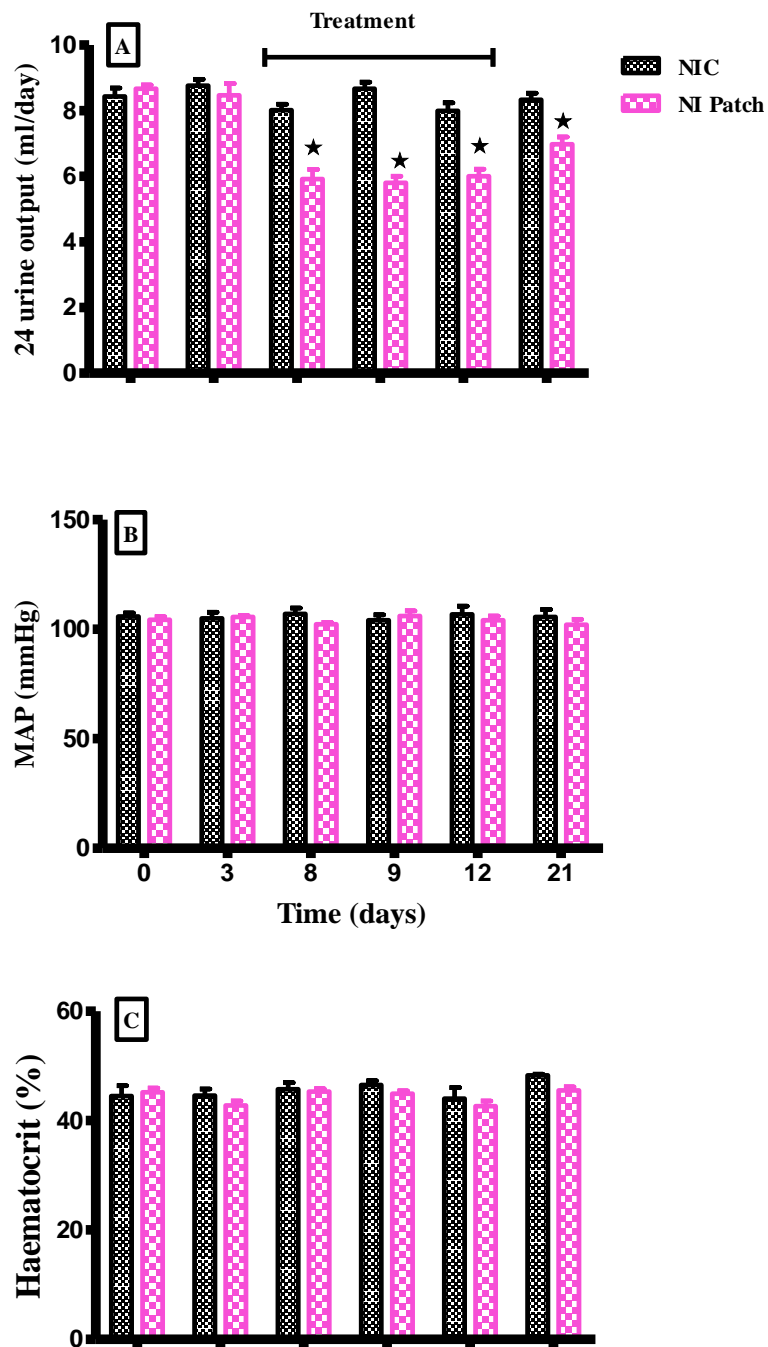 Treatment
A
NIC
NI Patch
10
8
6
4
2
0
24 urine output (ml/day)
★ ★ ★ ★
B
150
100
50
0
MAP (mmHg)
0 3 8 9 12 21
Time (days)
C
60
40
20
0
Haematocrit (%)